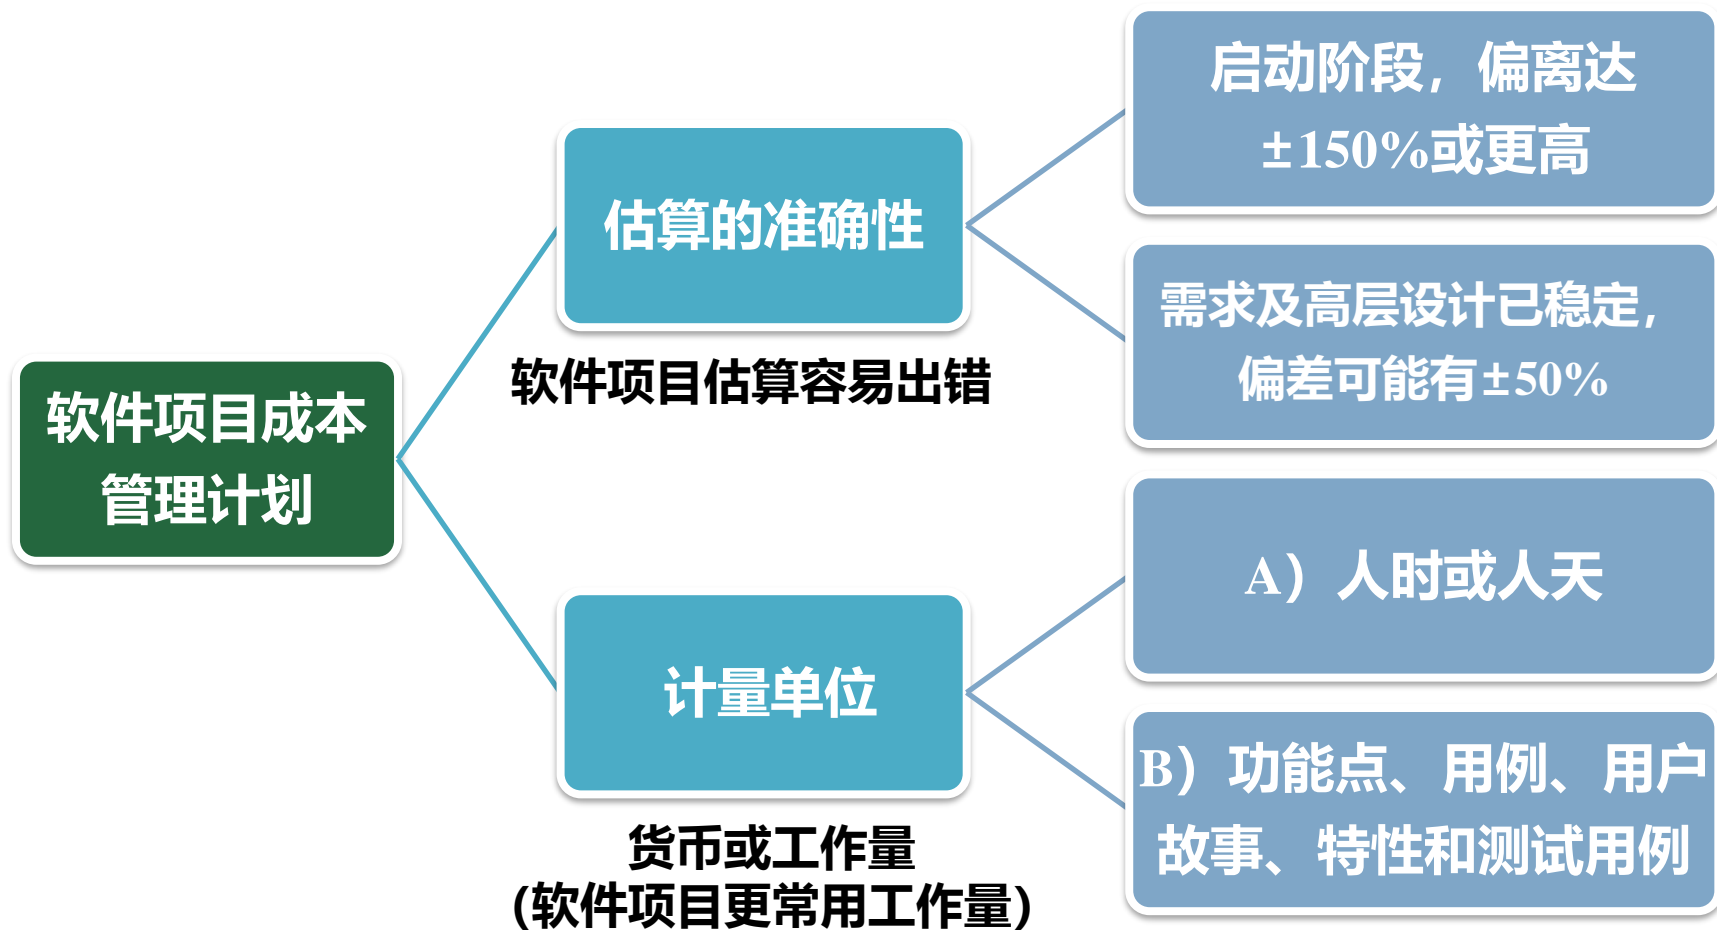 软件项目成本
管理计划
估算的准确性
软件项目估算容易出错
启动阶段，偏离达
±150%或更高
需求及高层设计已稳定，
偏差可能有±50%
计量单位
货币或工作量
(软件项目更常用工作量)
A）人时或人天
B）功能点、用例、用户
故事、特性和测试用例